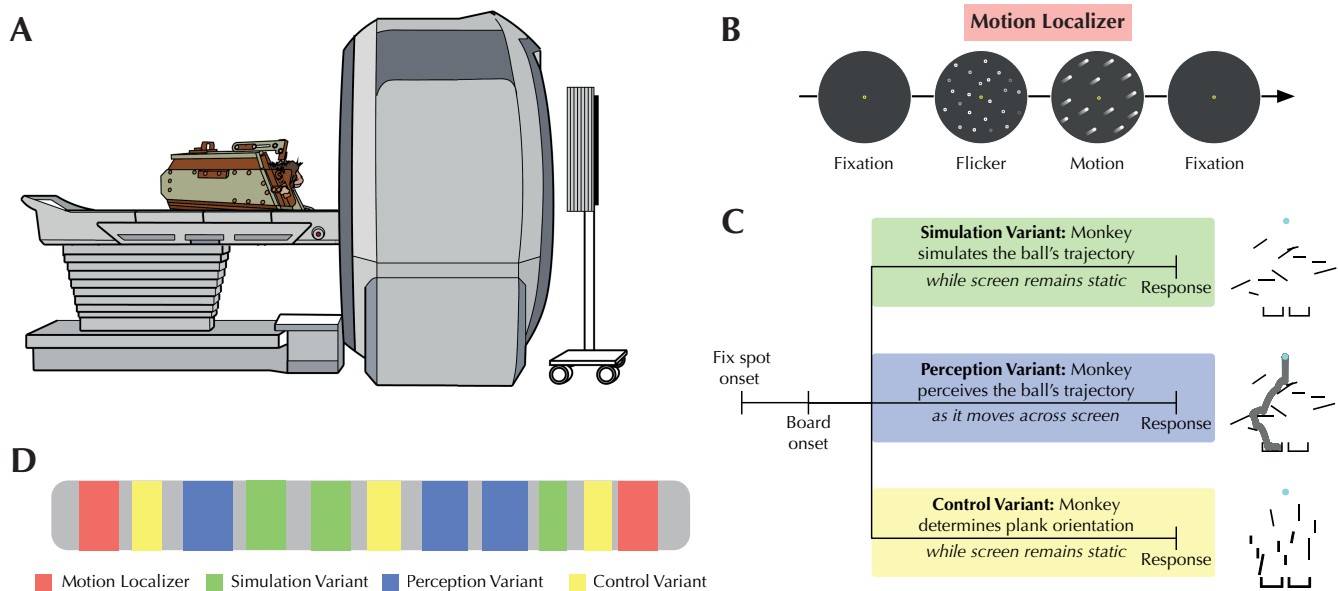 A
B
Motion Localizer
Fixation
Flicker
Motion
Fixation
C
Simulation Variant: Monkey
simulates the ball's trajectory
while screen remains static
Response
Fix spot
onset
Board
onset
Perception Variant: Monkey
perceives the ball's trajectory
as it moves across screen
Response
Control Variant: Monkey
determines plank orientation
while screen remains static
Response
D
Motion Localizer
Simulation Variant
Perception Variant
Control Variant